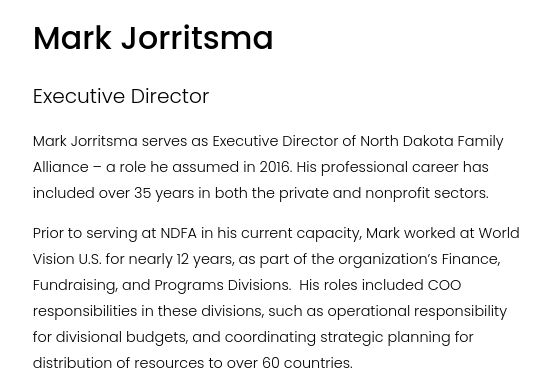 Mark Jorritsma
Executive Director
Mark Jorritsma serves as Executive Director of North Dakota Family
Alliance – a role he assumed in 2016. His professional career has
included over 35 years in both the private and nonprofit sectors.
Prior to serving at NDFA in his current capacity, Mark worked at World
Vision U.S. for nearly 12 years, as part of the organization’s Finance,
Fundraising, and Programs Divisions.  His roles included COO
responsibilities in these divisions, such as operational responsibility
for divisional budgets, and coordinating strategic planning for
distribution of resources to over 60 countries.